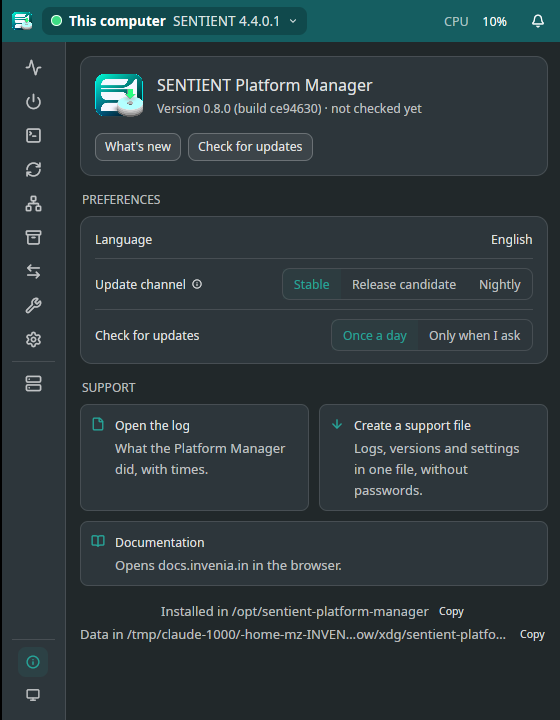 This computer SENTIENT 4.4.0.1
CPU 10%
SENTIENT Platform Manager
Version 0.8.0 (build ce94630) · not checked yet
What's new
Check for updates
PREFERENCES
Language English
Update channel Stable Release candidate Nightly
Check for updates Once a day Only when I ask
SUPPORT
Open the log
What the Platform Manager
did, with times.
Create a support file
Logs, versions and settings
in one file, without
passwords.
Documentation
Opens docs.invenia.in in the browser.
Installed in /opt/sentient-platform-manager Copy
Data in /tmp/claude-1000/-home-mz-INVEN...ow/xdg/sentient-platfo... Copy